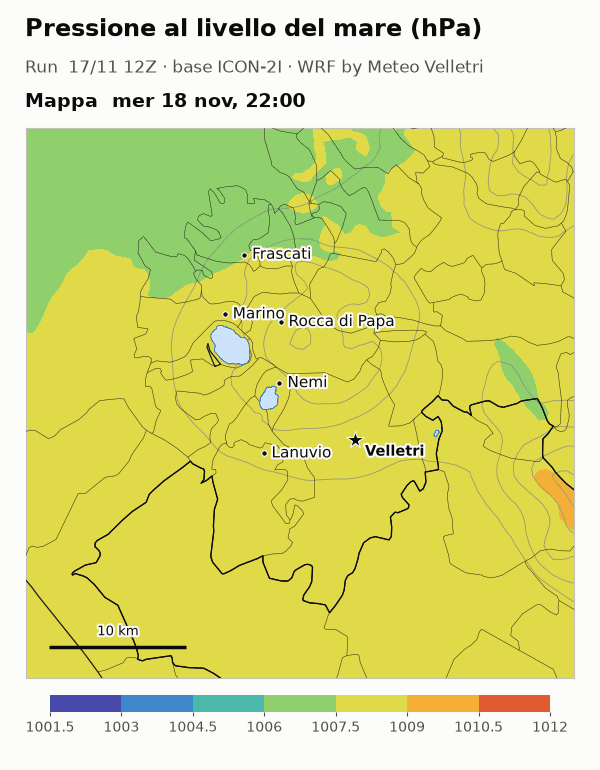 Pressione al livello del mare (hPa)
Run  17/11 12Z · base ICON-2I · WRF by Meteo Velletri
Mappa  mer 18 nov, 22:00
Frascati
Marino
Rocca di Papa
Nemi
Velletri
Lanuvio
10 km
1001.5 1003 1004.5 1006 1007.5 1009 1010.5 1012